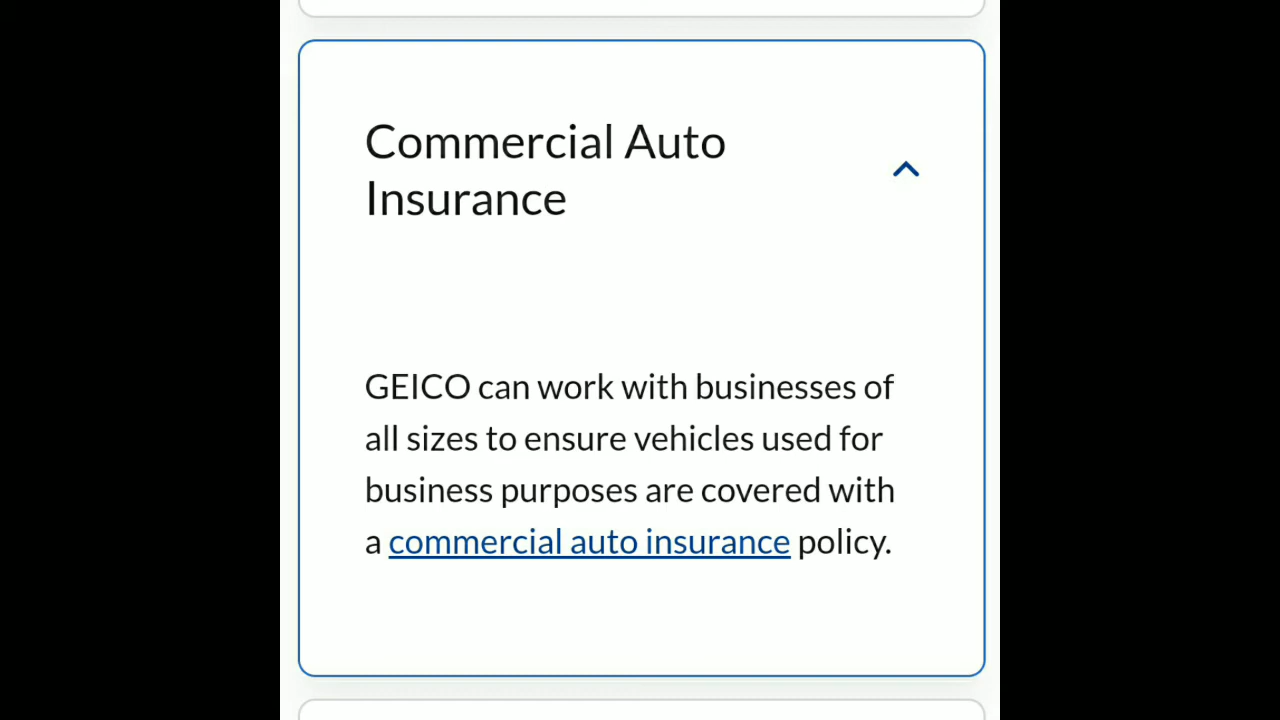 Commercial Auto
Insurance
GEICO can work with businesses of
all sizes to ensure vehicles used for
business purposes are covered with
a commercial auto insurance policy.